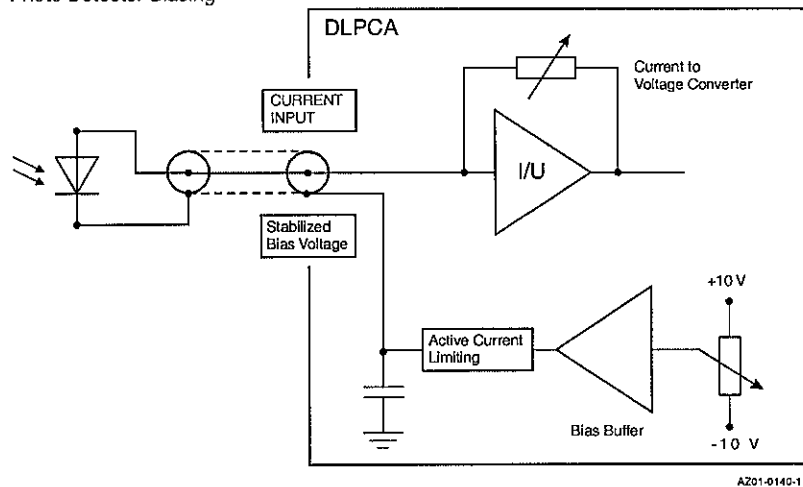 Photo Detector Biasing
DLPCA
CURRENT
INPUT
Current to
Voltage Converter
I/U
Stabilized
Bias Voltage
+10 V
Active Current
Limiting
Bias Buffer
-10 V
AZ01-0140-1